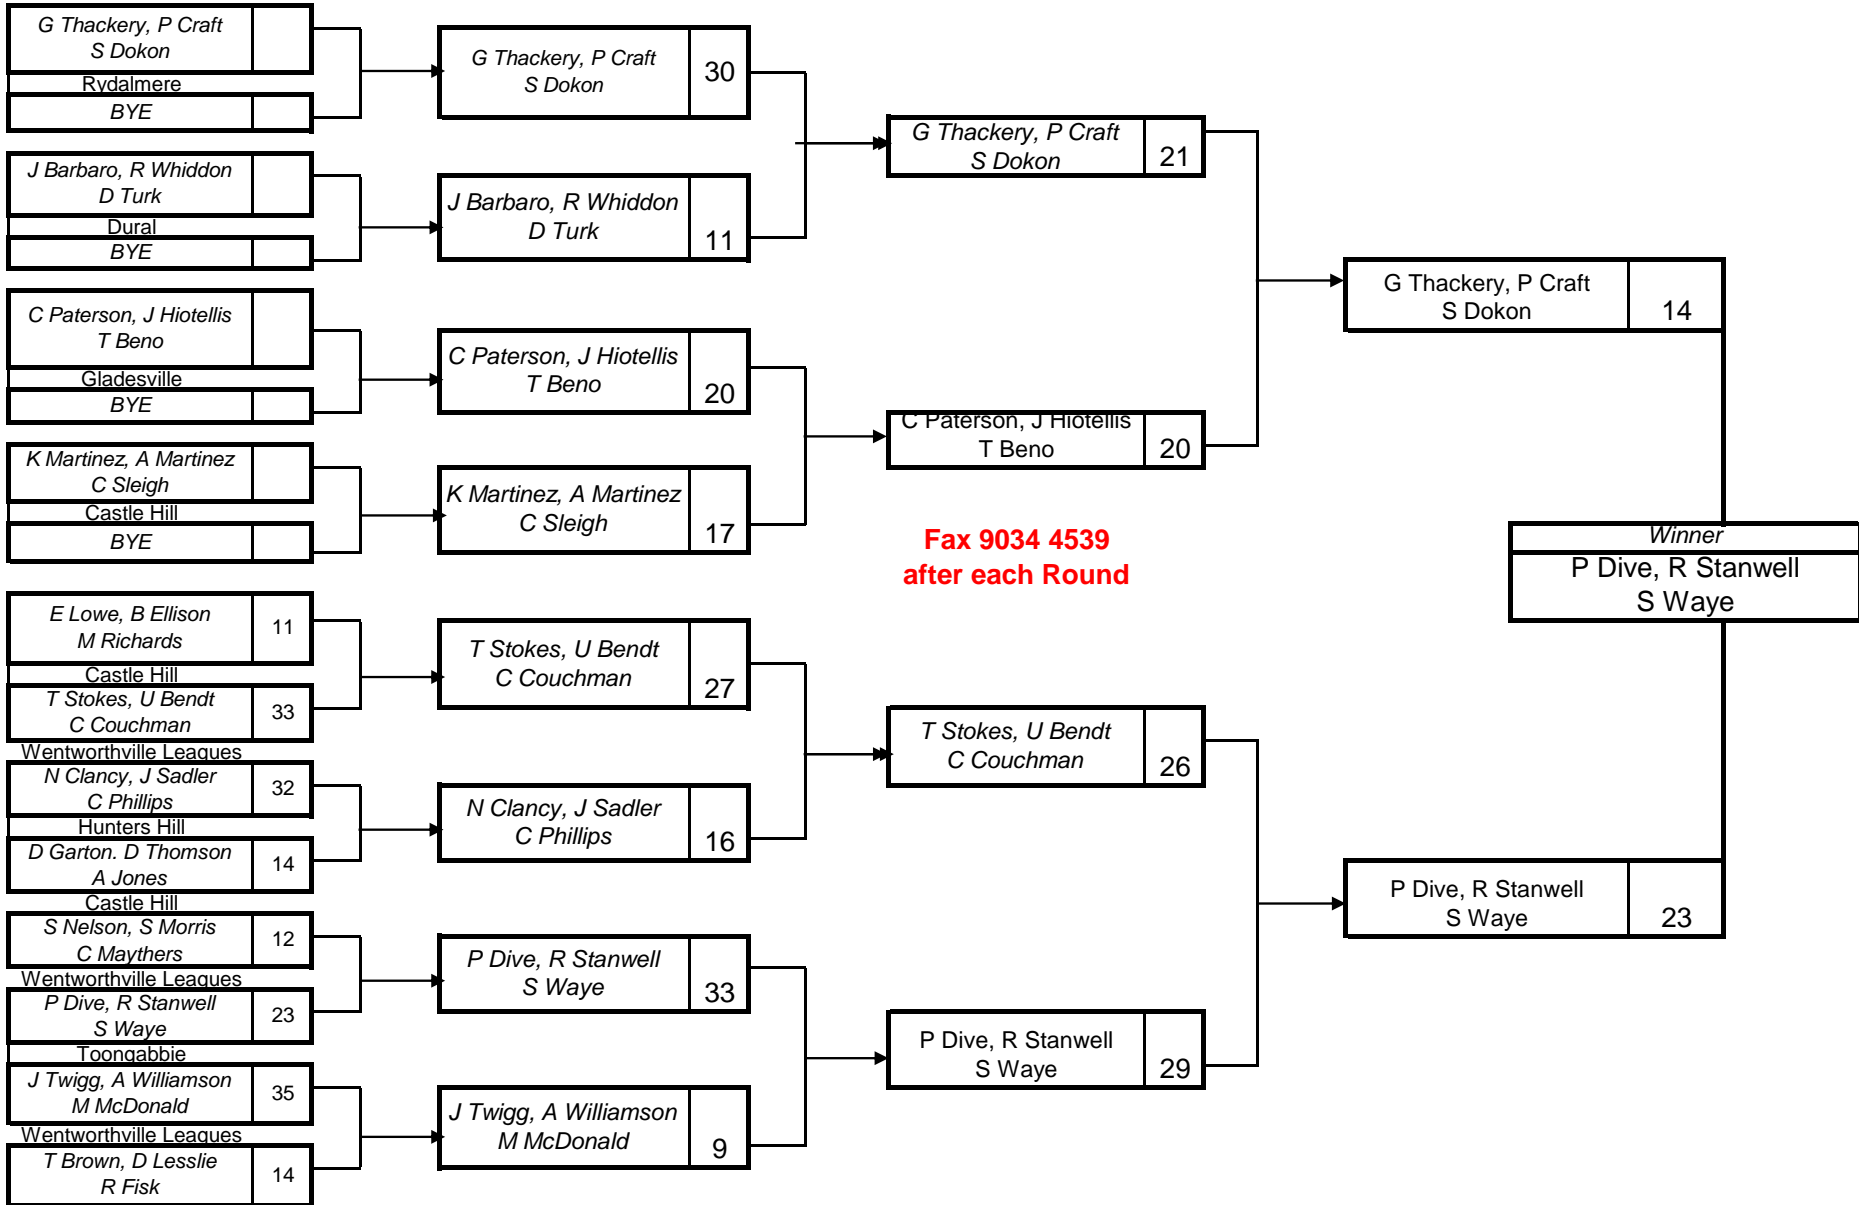 G Thackery, P Craft
S Dokon
Rydalmere
BYE
J Barbaro, R Whiddon
D Turk
Dural
BYE
C Paterson, J Hiotellis
T Beno
Gladesville
BYE
K Martinez, A Martinez
C Sleigh
Castle Hill
BYE
E Lowe, B Ellison
M Richards
11
Castle Hill
T Stokes, U Bendt
C Couchman
33
Wentworthville Leagues
N Clancy, J Sadler
C Phillips
32
Hunters Hill
D Garton. D Thomson
A Jones
14
Castle Hill
S Nelson, S Morris
C Maythers
12
Wentworthville Leagues
P Dive, R Stanwell
S Waye
23
Toongabbie
J Twigg, A Williamson
M McDonald
35
Wentworthville Leagues
T Brown, D Lesslie
R Fisk
14
G Thackery, P Craft
S Dokon
30
J Barbaro, R Whiddon
D Turk
11
C Paterson, J Hiotellis
T Beno
20
K Martinez, A Martinez
C Sleigh
17
T Stokes, U Bendt
C Couchman
27
N Clancy, J Sadler
C Phillips
16
P Dive, R Stanwell
S Waye
33
J Twigg, A Williamson
M McDonald
9
G Thackery, P Craft
S Dokon
21
C Paterson, J Hiotellis
T Beno
20
Fax 9034 4539
after each Round
T Stokes, U Bendt
C Couchman
26
P Dive, R Stanwell
S Waye
29
G Thackery, P Craft
S Dokon
14
P Dive, R Stanwell
S Waye
23
Winner
P Dive, R Stanwell
S Waye